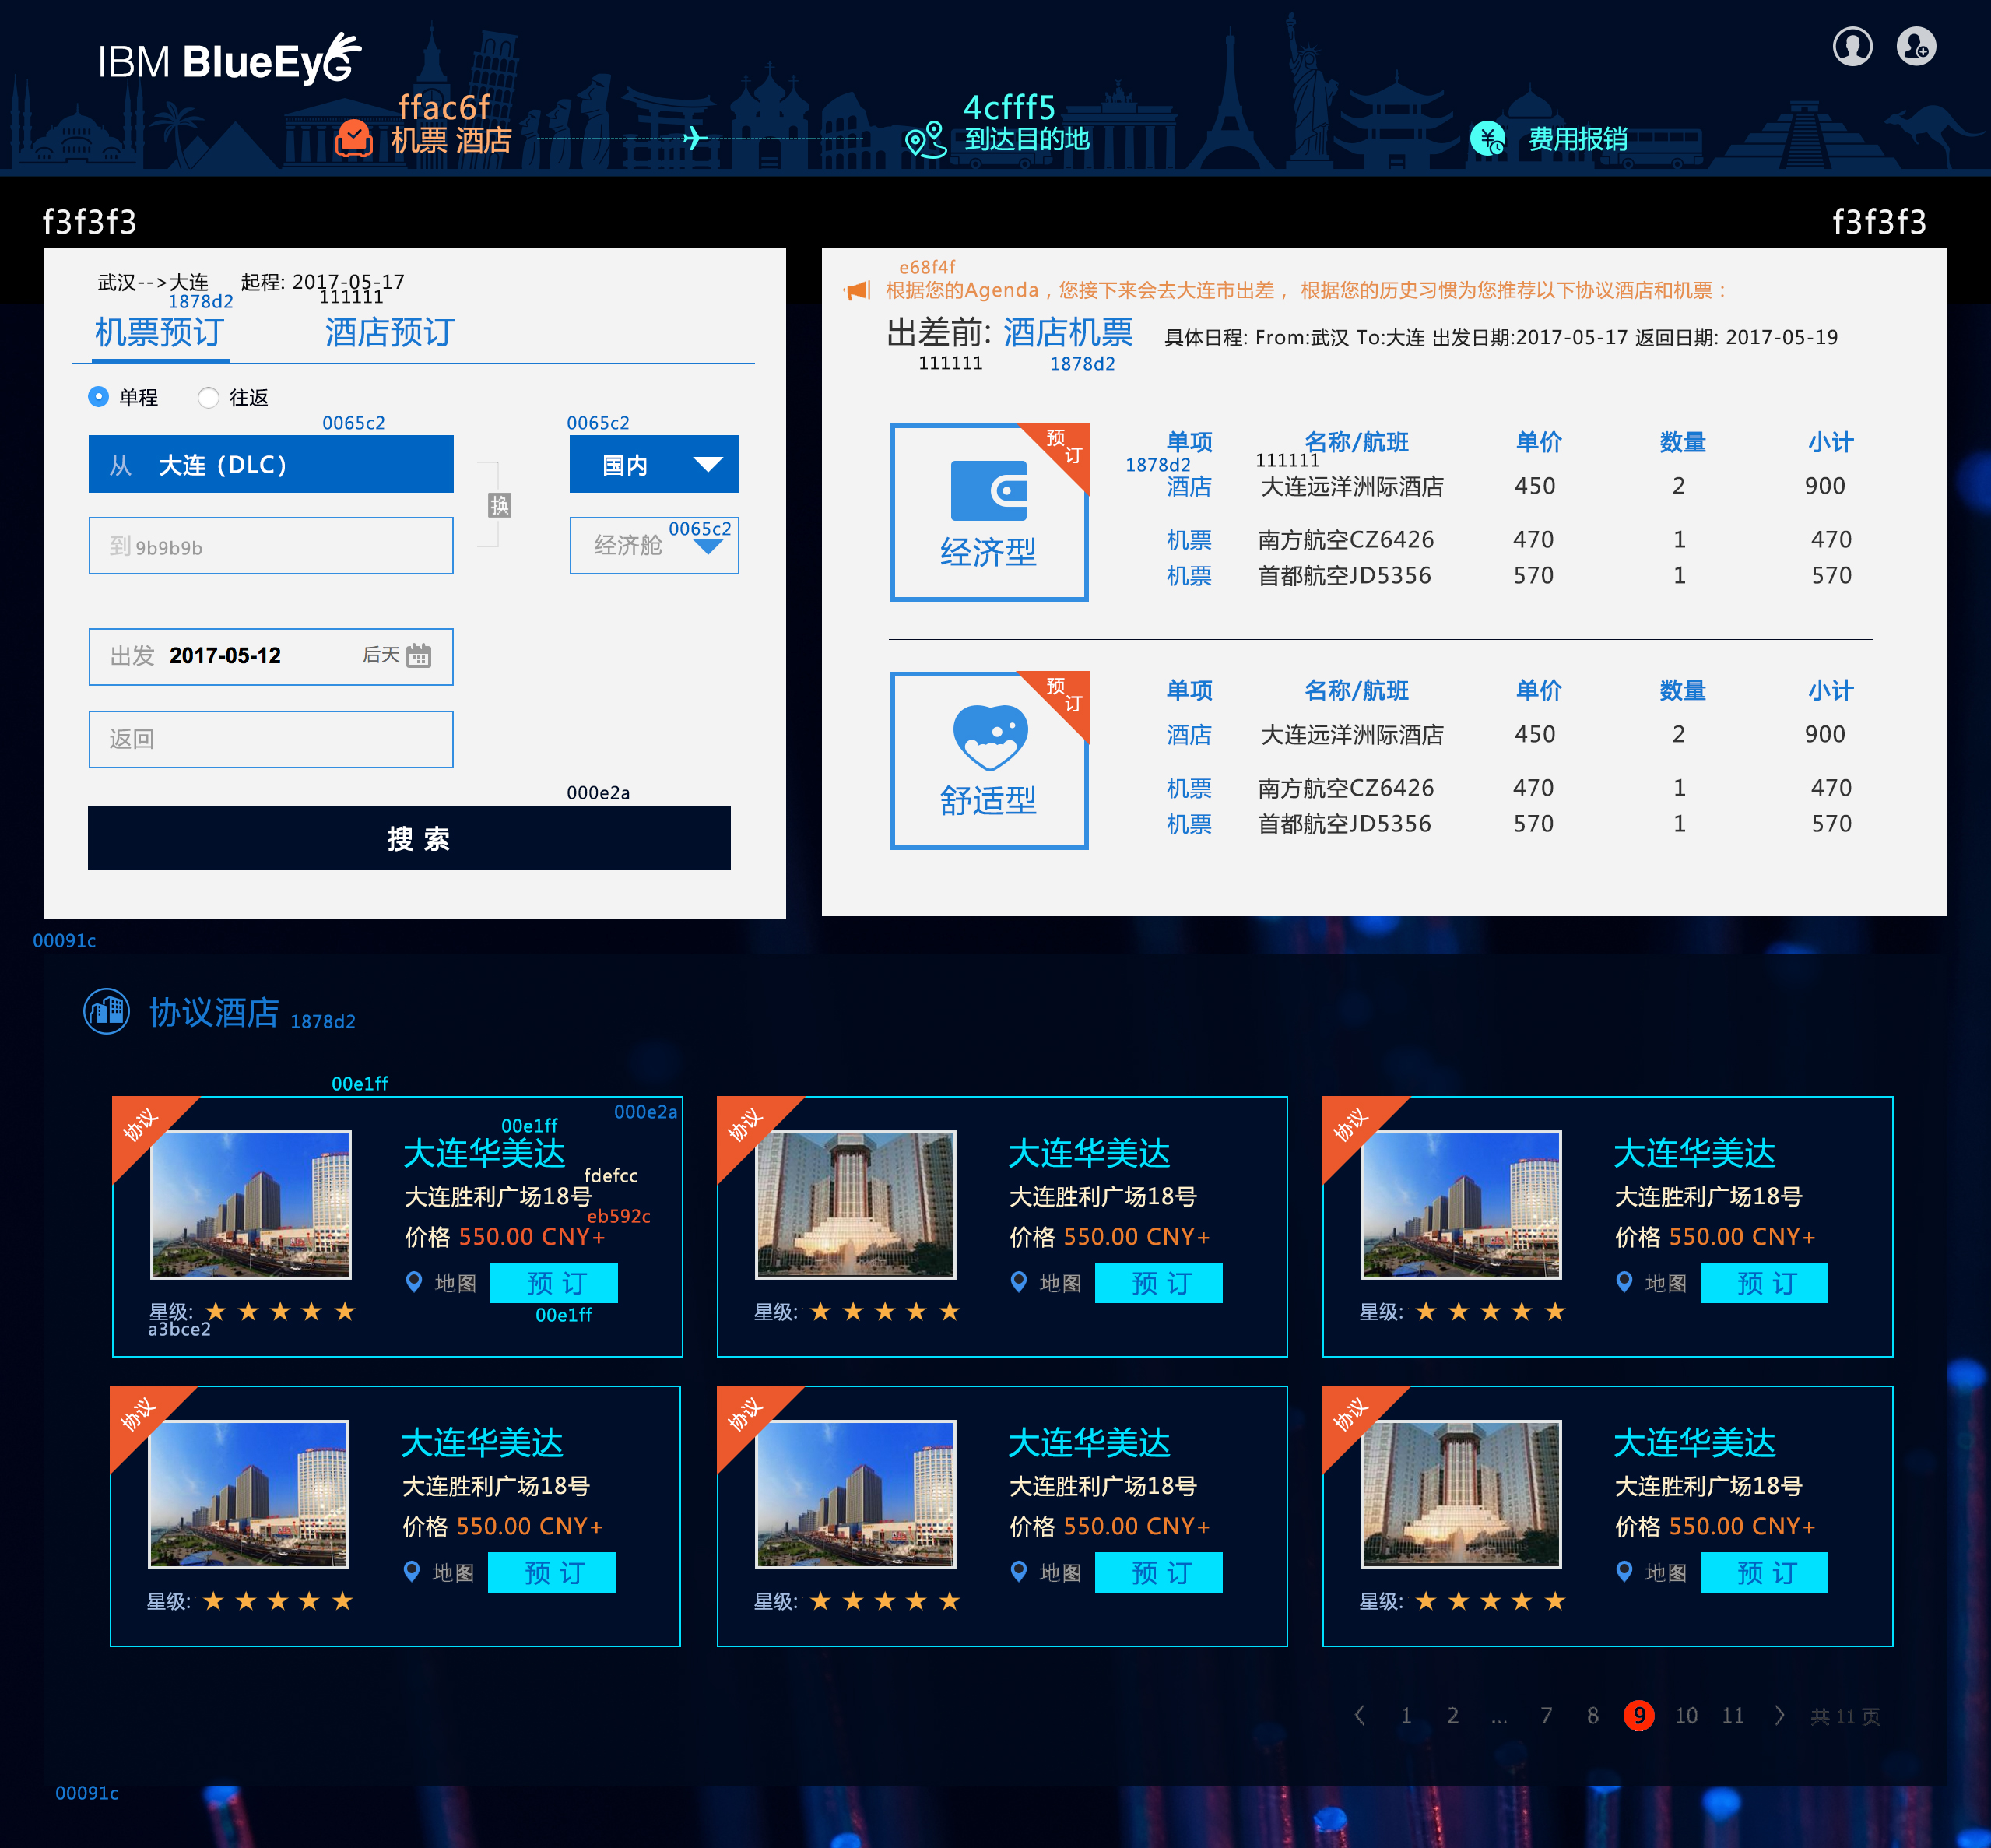 IBM BlueEye
ffac6f
机票 酒店
4cfff5
到达目的地
¥
费用报销
f3f3f3
f3f3f3
武汉-->大连 起程: 2017-05-17
1878d2
111111
机票预订 酒店预订
单程 往返
0065c2
0065c2
从 大连（DLC）
国内
换
到 9b9b9b
经济舱
0065c2
出发 2017-05-12 后天
返回
000e2a
搜 索
e68f4f
根据您的Agenda，您接下来会去大连市出差， 根据您的历史习惯为您推荐以下协议酒店和机票：
出差前: 酒店机票 具体日程: From:武汉 To:大连 出发日期:2017-05-17 返回日期: 2017-05-19
111111 1878d2
预订
经济型
单项 名称/航班 单价 数量 小计
1878d2 111111
酒店 大连远洋洲际酒店 450 2 900
机票 南方航空CZ6426 470 1 470
机票 首都航空JD5356 570 1 570
预订
舒适型
单项 名称/航班 单价 数量 小计
酒店 大连远洋洲际酒店 450 2 900
机票 南方航空CZ6426 470 1 470
机票 首都航空JD5356 570 1 570
00091c
协议酒店 1878d2
00e1ff
协议
000e2a
00e1ff
大连华美达
fdefcc
大连胜利广场18号
eb592c
价格 550.00 CNY+
地图 预 订
00e1ff
星级: ★ ★ ★ ★ ★
a3bce2
协议
大连华美达
大连胜利广场18号
价格 550.00 CNY+
地图 预 订
星级: ★ ★ ★ ★ ★
协议
大连华美达
大连胜利广场18号
价格 550.00 CNY+
地图 预 订
星级: ★ ★ ★ ★ ★
协议
大连华美达
大连胜利广场18号
价格 550.00 CNY+
地图 预 订
星级: ★ ★ ★ ★ ★
协议
大连华美达
大连胜利广场18号
价格 550.00 CNY+
地图 预 订
星级: ★ ★ ★ ★ ★
协议
大连华美达
大连胜利广场18号
价格 550.00 CNY+
地图 预 订
星级: ★ ★ ★ ★ ★
< 1 2 ... 7 8 9 10 11 > 共 11 页
00091c